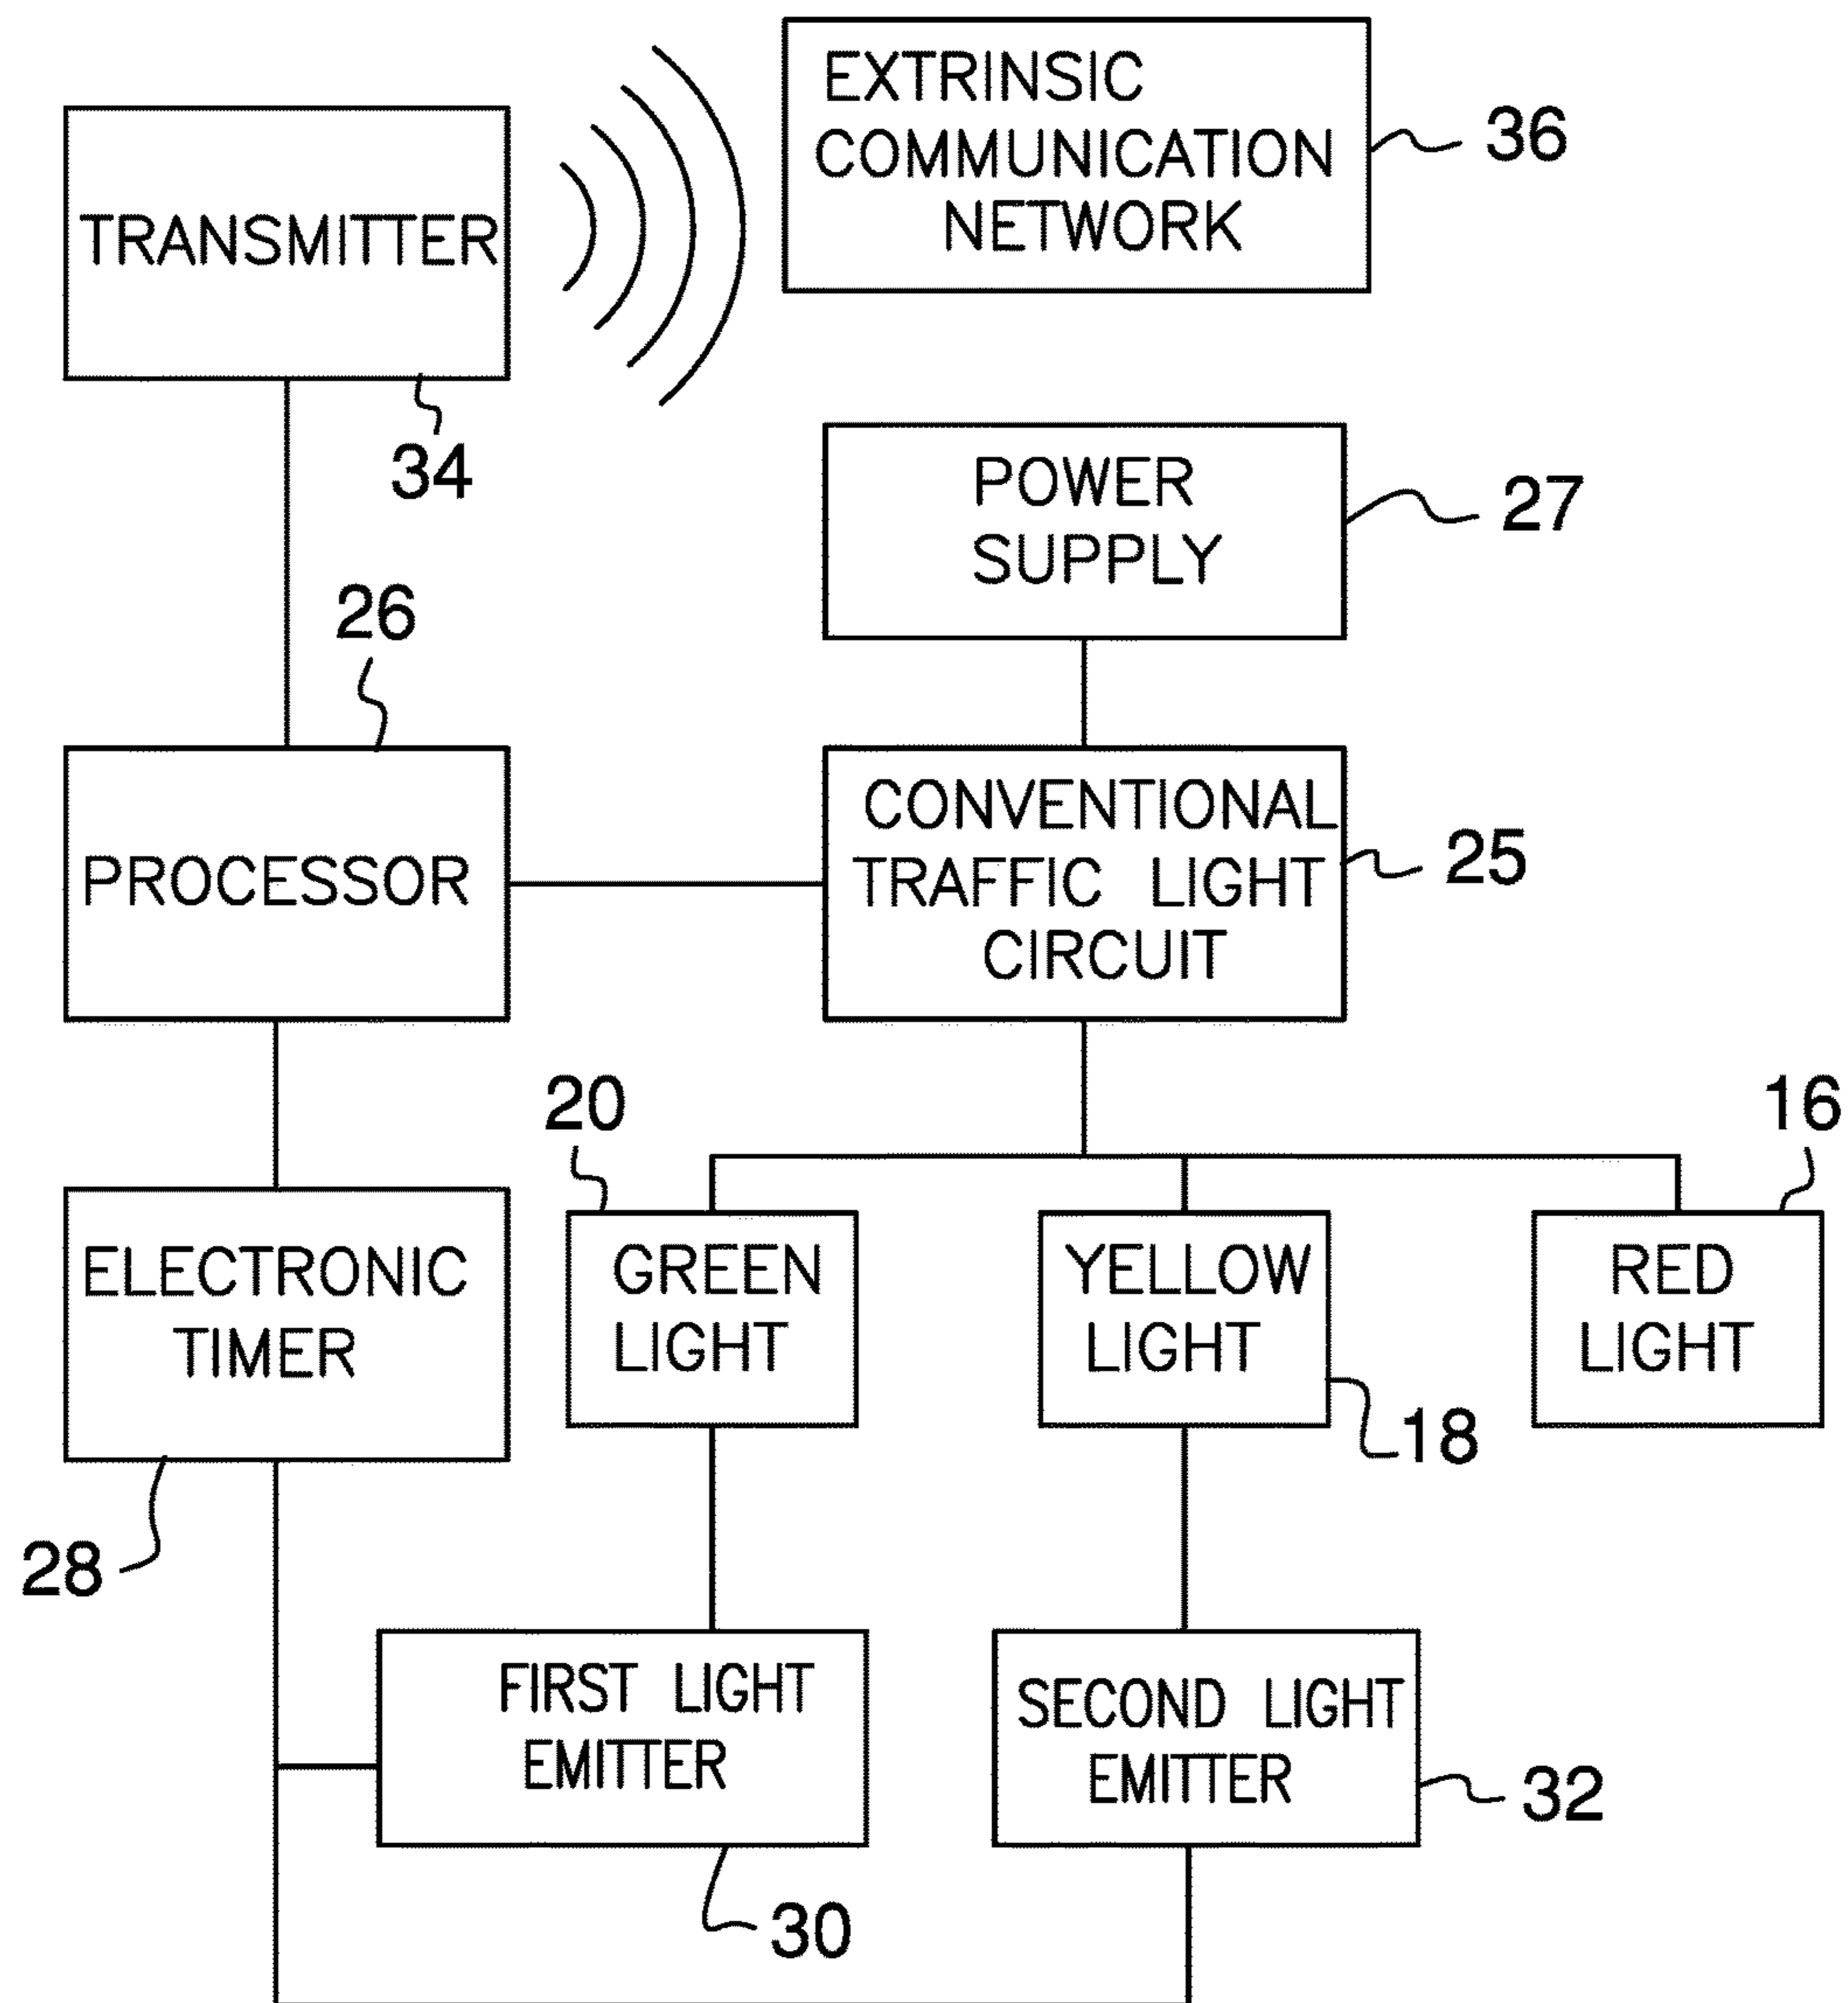 EXTRINSIC
COMMUNICATION
NETWORK
36
TRANSMITTER
34
POWER
SUPPLY
27
26
PROCESSOR
CONVENTIONAL
TRAFFIC LIGHT
CIRCUIT
25
20
16
ELECTRONIC
TIMER
28
GREEN
LIGHT
YELLOW
LIGHT
18
RED
LIGHT
FIRST LIGHT
EMITTER
30
SECOND LIGHT
EMITTER
32